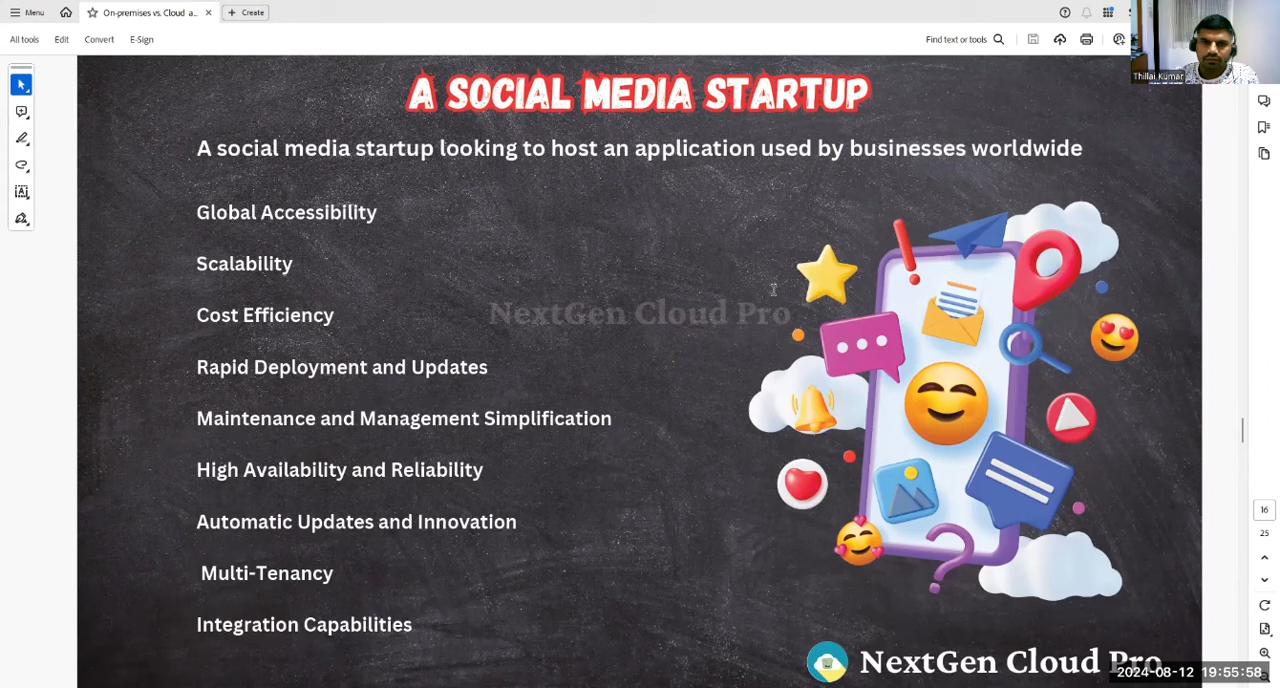 Menu
On-premises vs. Cloud a...
Create
All tools
Edit
Convert
E-Sign
Find text or tools
Thillai Kumar
A SOCIAL MEDIA STARTUP
A social media startup looking to host an application used by businesses worldwide
Global Accessibility
Scalability
Cost Efficiency
NextGen Cloud Pro
Rapid Deployment and Updates
Maintenance and Management Simplification
High Availability and Reliability
Automatic Updates and Innovation
Multi-Tenancy
Integration Capabilities
16
25
NextGen Cloud Pro
2024-08-12 19:55:58